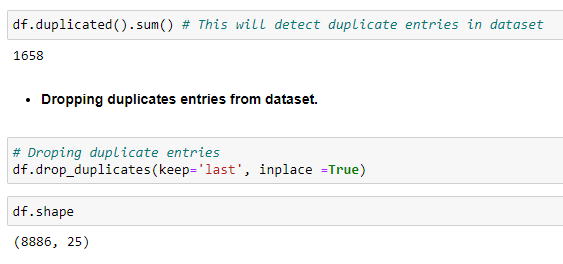 df.duplicated().sum() # This will detect duplicate entries in dataset
1658
• Dropping duplicates entries from dataset.
# Droping duplicate entries
df.drop_duplicates(keep='last', inplace =True)
df.shape
(8886, 25)